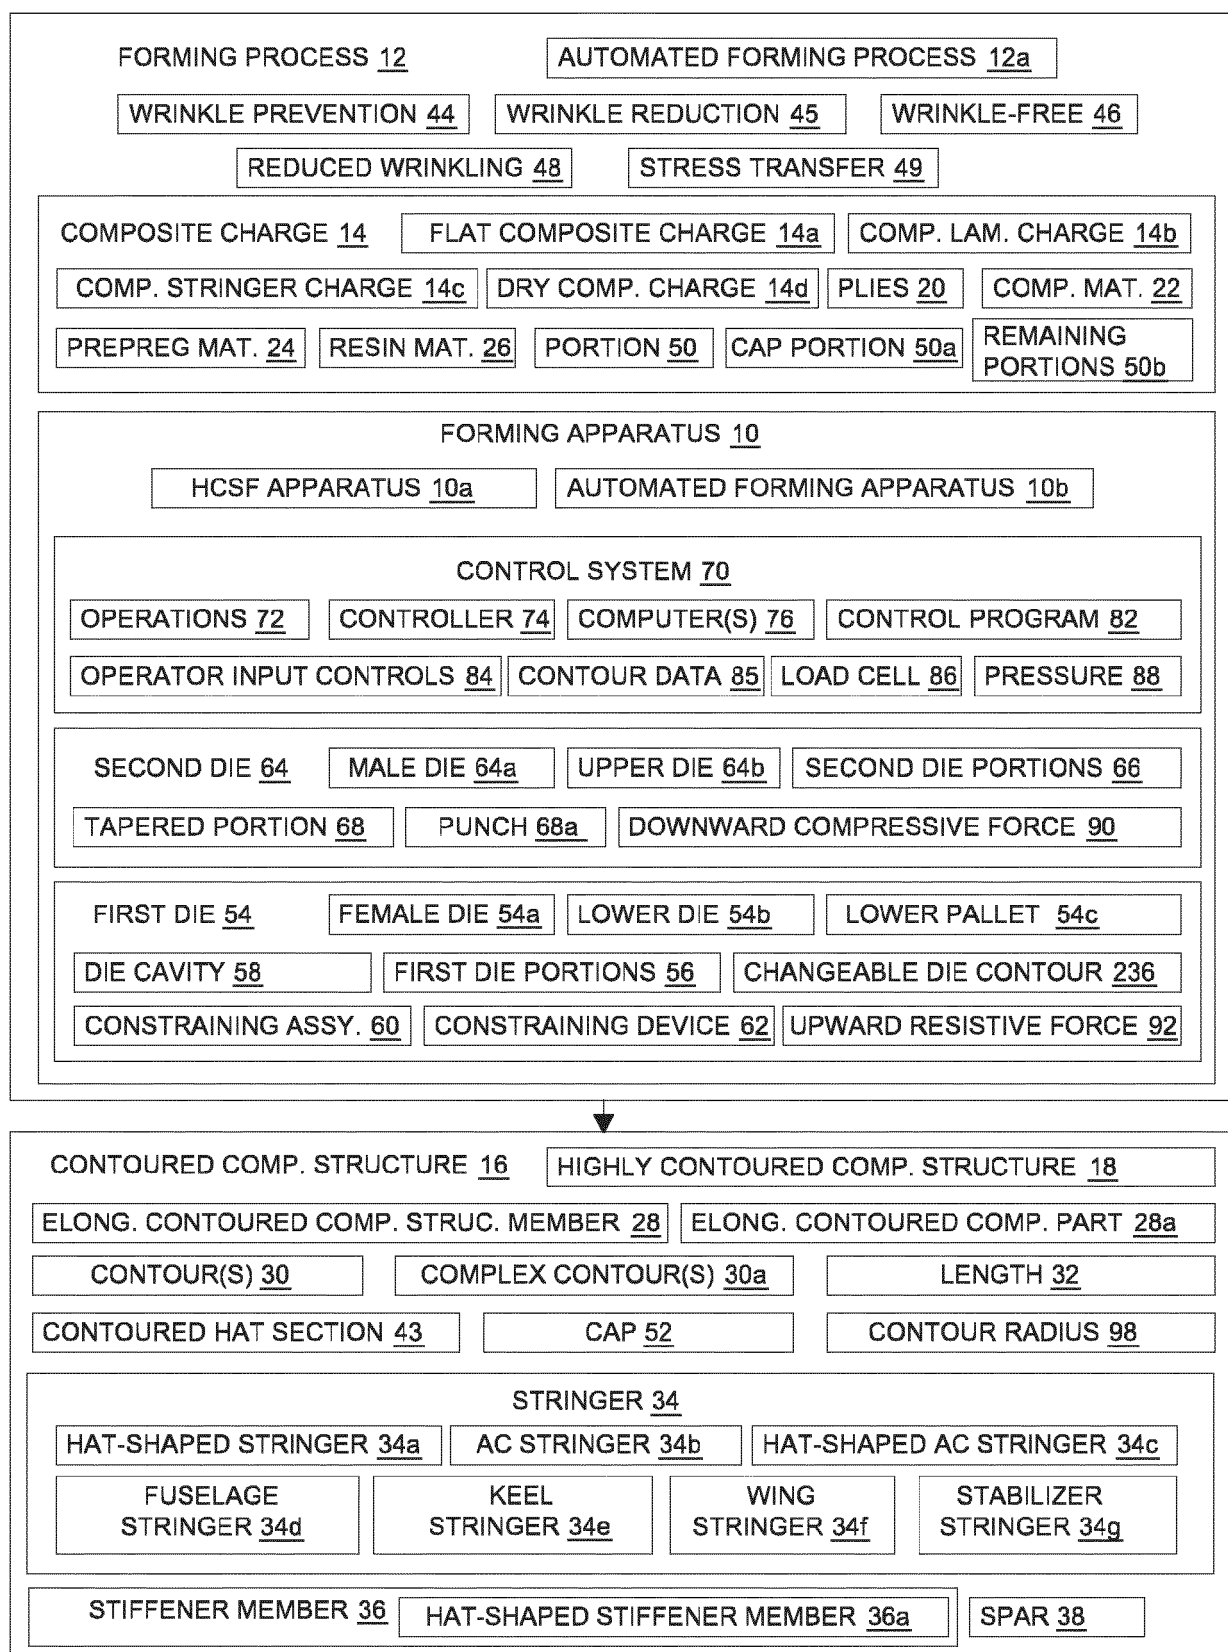 FORMING PROCESS 12 AUTOMATED FORMING PROCESS 12a
WRINKLE PREVENTION 44 WRINKLE REDUCTION 45 WRINKLE-FREE 46
REDUCED WRINKLING 48 STRESS TRANSFER 49
COMPOSITE CHARGE 14 FLAT COMPOSITE CHARGE 14a COMP. LAM. CHARGE 14b
COMP. STRINGER CHARGE 14c DRY COMP. CHARGE 14d PLIES 20 COMP. MAT. 22
PREPREG MAT. 24 RESIN MAT. 26 PORTION 50 CAP PORTION 50a REMAINING
PORTIONS 50b
FORMING APPARATUS 10
HCSF APPARATUS 10a AUTOMATED FORMING APPARATUS 10b
CONTROL SYSTEM 70
OPERATIONS 72 CONTROLLER 74 COMPUTER(S) 76 CONTROL PROGRAM 82
OPERATOR INPUT CONTROLS 84 CONTOUR DATA 85 LOAD CELL 86 PRESSURE 88
SECOND DIE 64 MALE DIE 64a UPPER DIE 64b SECOND DIE PORTIONS 66
TAPERED PORTION 68 PUNCH 68a DOWNWARD COMPRESSIVE FORCE 90
FIRST DIE 54 FEMALE DIE 54a LOWER DIE 54b LOWER PALLET 54c
DIE CAVITY 58 FIRST DIE PORTIONS 56 CHANGEABLE DIE CONTOUR 236
CONSTRAINING ASSY. 60 CONSTRAINING DEVICE 62 UPWARD RESISTIVE FORCE 92
CONTOURED COMP. STRUCTURE 16 HIGHLY CONTOURED COMP. STRUCTURE 18
ELONG. CONTOURED COMP. STRUC. MEMBER 28 ELONG. CONTOURED COMP. PART 28a
CONTOUR(S) 30 COMPLEX CONTOUR(S) 30a LENGTH 32
CONTOURED HAT SECTION 43 CAP 52 CONTOUR RADIUS 98
STRINGER 34
HAT-SHAPED STRINGER 34a AC STRINGER 34b HAT-SHAPED AC STRINGER 34c
FUSELAGE KEEL WING STABILIZER
STRINGER 34d STRINGER 34e STRINGER 34f STRINGER 34g
STIFFENER MEMBER 36 HAT-SHAPED STIFFENER MEMBER 36a SPAR 38